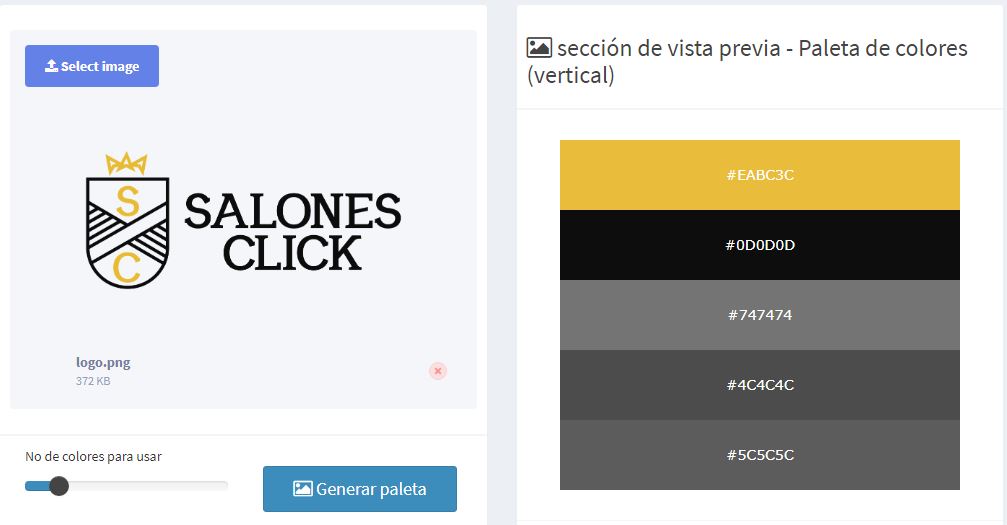 Select image
S
C
SALONES
CLICK
logo.png
372 KB
No de colores para usar
Generar paleta
sección de vista previa - Paleta de colores
(vertical)
#EABC3C
#0D0D0D
#747474
#4C4C4C
#5C5C5C